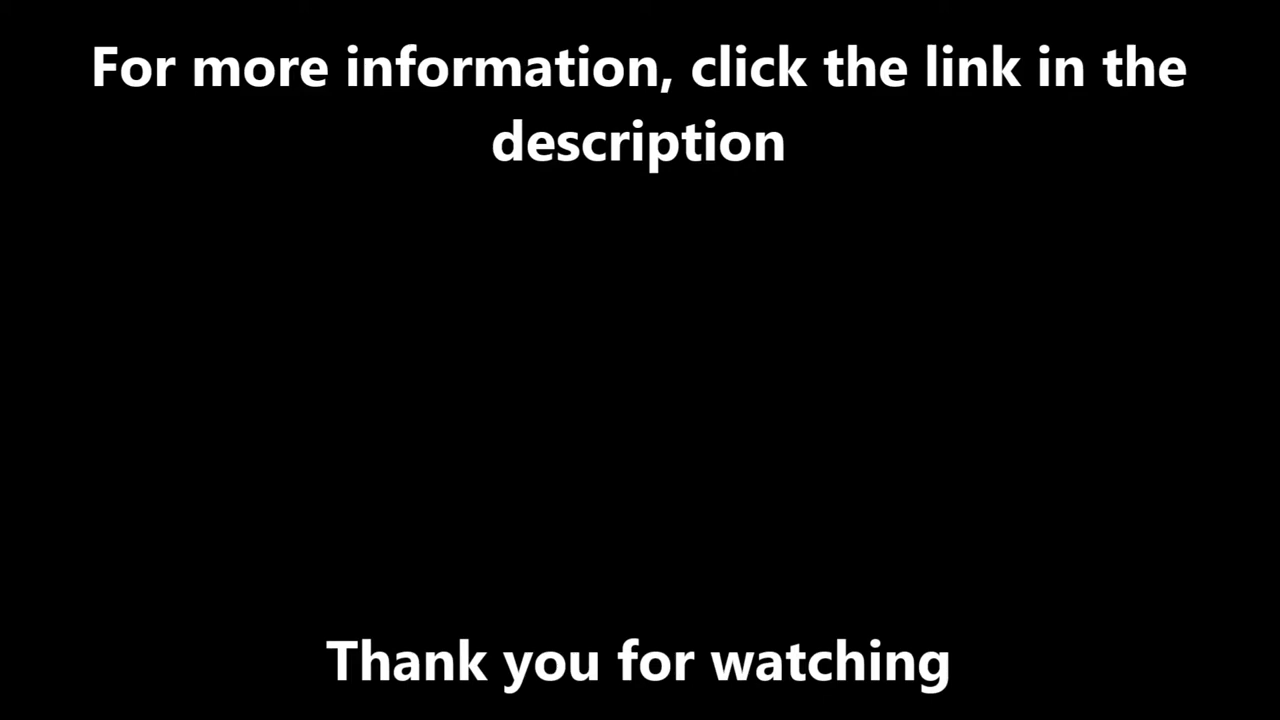 For more information, click the link in the
description
Thank you for watching